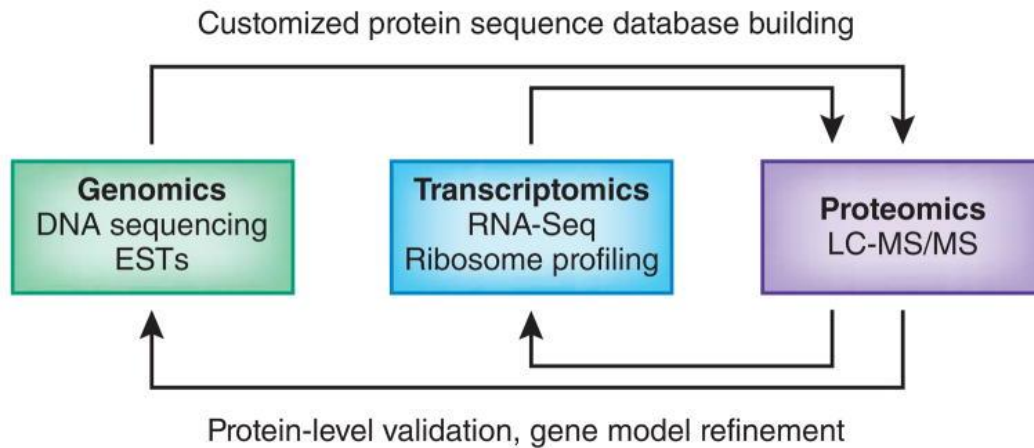 Customized protein sequence database building
Genomics
DNA sequencing
ESTs
Transcriptomics
RNA-Seq
Ribosome profiling
Proteomics
LC-MS/MS
Protein-level validation, gene model refinement